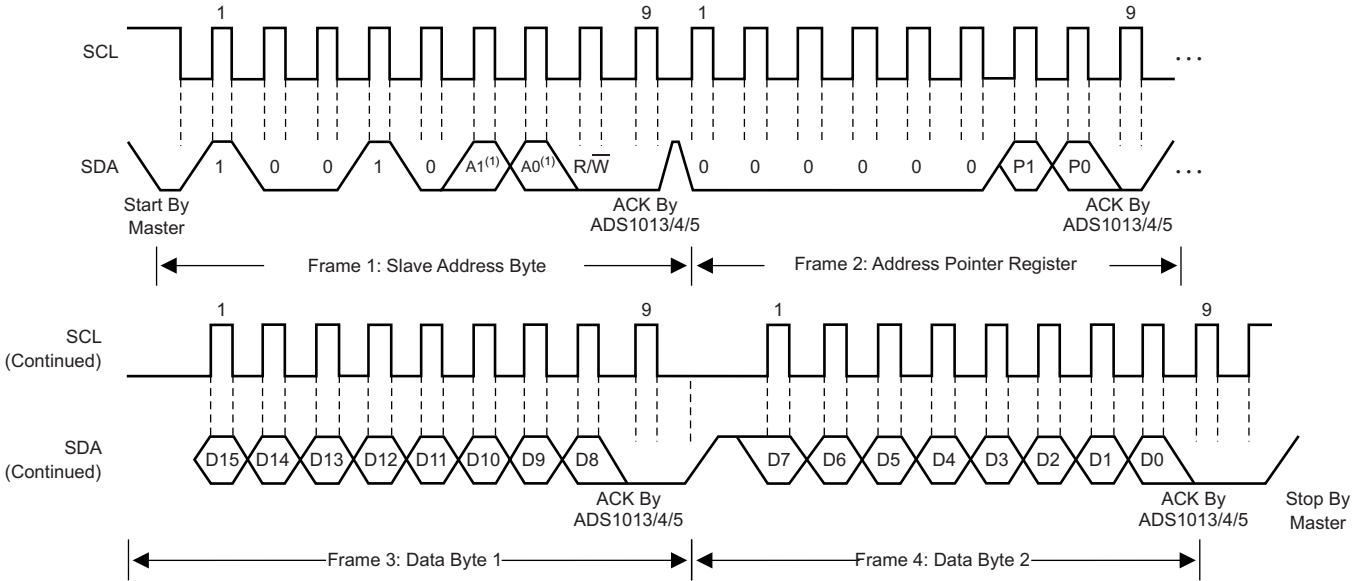 1 9 1 9
SCL
...
SDA 1 0 0 1 0 A1(1) A0(1) R/W 0 0 0 0 0 0 P1 P0 ...
Start By
Master
ACK By
ADS1013/4/5
ACK By
ADS1013/4/5
Frame 1: Slave Address Byte
Frame 2: Address Pointer Register
1 9 1 9
SCL
(Continued)
SDA
(Continued)
D15 D14 D13 D12 D11 D10 D9 D8 D7 D6 D5 D4 D3 D2 D1 D0
ACK By
ADS1013/4/5
ACK By
ADS1013/4/5
Stop By
Master
Frame 3: Data Byte 1
Frame 4: Data Byte 2